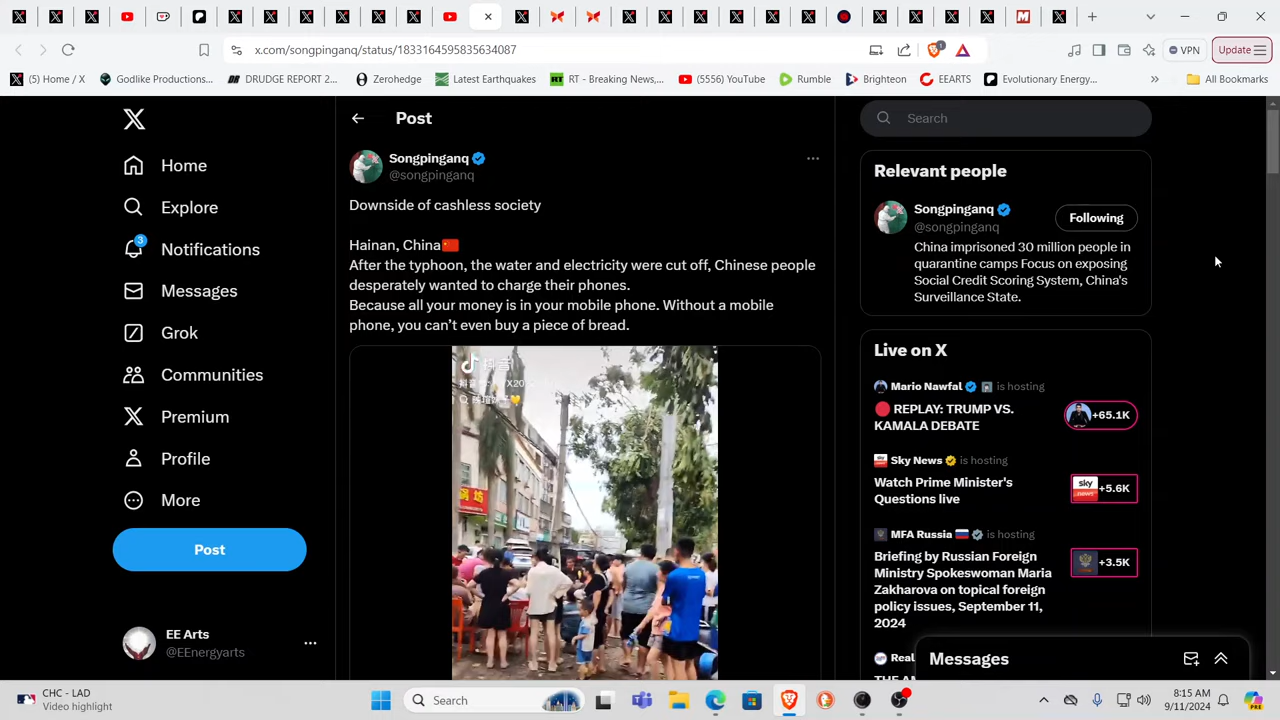 x.com/songpinganq/status/1833164595835634087
1
VPN
Update
(5) Home / X
Godlike Productions...
DRUDGE REPORT 2...
Zerohedge
Latest Earthquakes
RT - Breaking News,...
(5556) YouTube
Rumble
Brighteon
EEARTS
Evolutionary Energy...
All Bookmarks
Home
Explore
3
Notifications
Messages
Grok
Communities
Premium
Profile
More
Post
EE Arts
@EEnergyarts
Post
Songpinganq
@songpinganq
Downside of cashless society
Hainan, China
After the typhoon, the water and electricity were cut off, Chinese people
desperately wanted to charge their phones.
Because all your money is in your mobile phone. Without a mobile
phone, you can’t even buy a piece of bread.
抖音
Search
Relevant people
Songpinganq
@songpinganq
Following
China imprisoned 30 million people in
quarantine camps Focus on exposing
Social Credit Scoring System, China's
Surveillance State.
Live on X
Mario Nawfal is hosting
REPLAY: TRUMP VS.
KAMALA DEBATE
+65.1K
Sky News is hosting
Watch Prime Minister's
Questions live
sky news
+5.6K
MFA Russia is hosting
Briefing by Russian Foreign
Ministry Spokeswoman Maria
Zakharova on topical foreign
policy issues, September 11,
2024
+3.5K
Real
Messages
CHC - LAD
Video highlight
Search
8:15 AM
9/11/2024
PRE